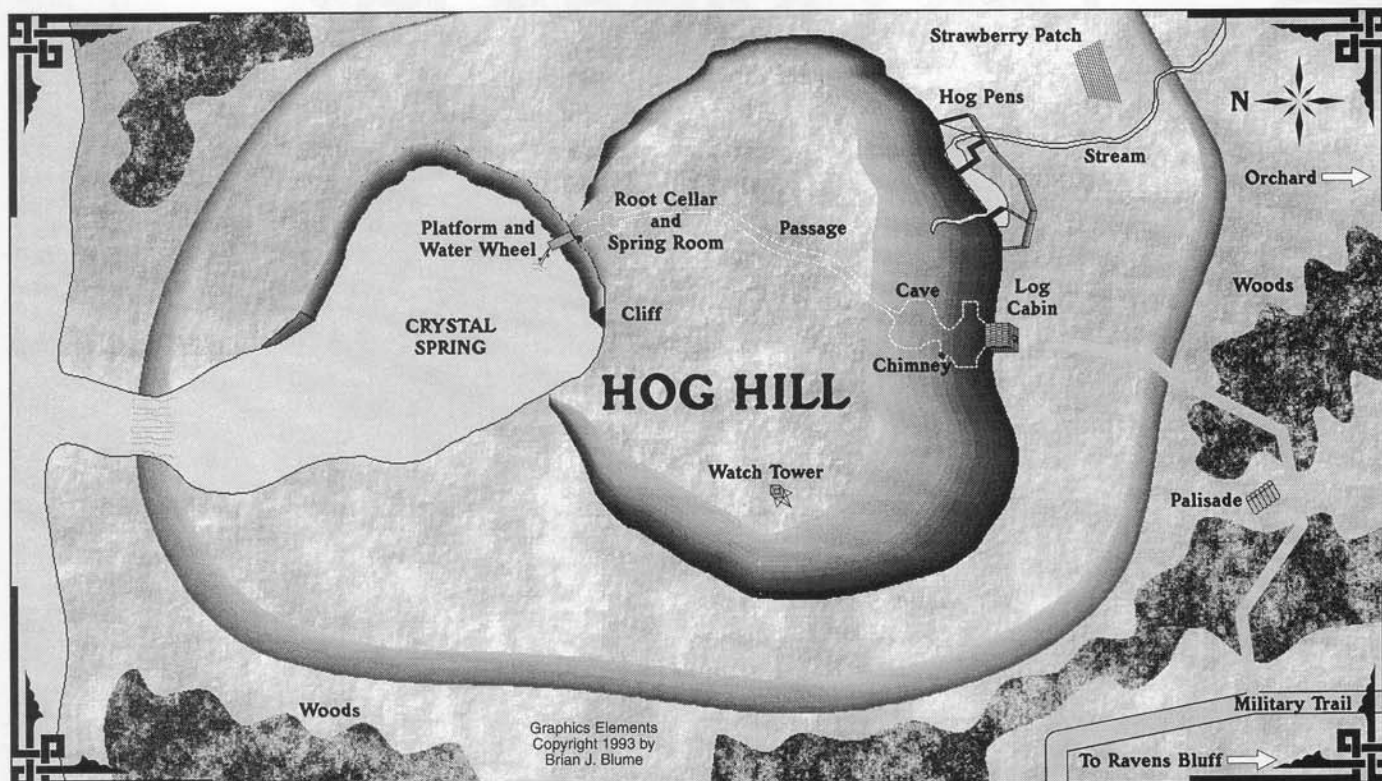 Strawberry Patch
Hog Pens
N
Stream
Orchard
Root Cellar
and
Spring Room
Platform and
Water Wheel
Passage
Woods
Cave
Log
Cabin
Cliff
CRYSTAL
SPRING
Chimney
HOG HILL
Watch Tower
Palisade
Woods
Military Trail
Graphics Elements
Copyright 1993 by
Brian J. Blume
To Ravens Bluff